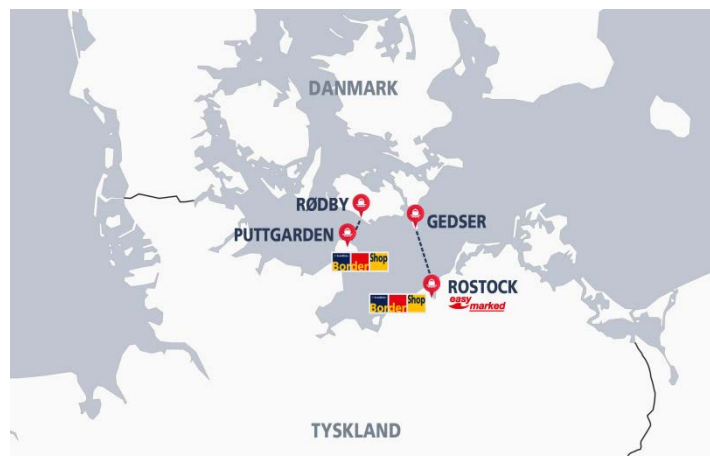 DANMARK
RØDBY
PUTTGARDEN
GEDSER
Border Shop
ROSTOCK
Border Shop
easy
marked
TYSKLAND